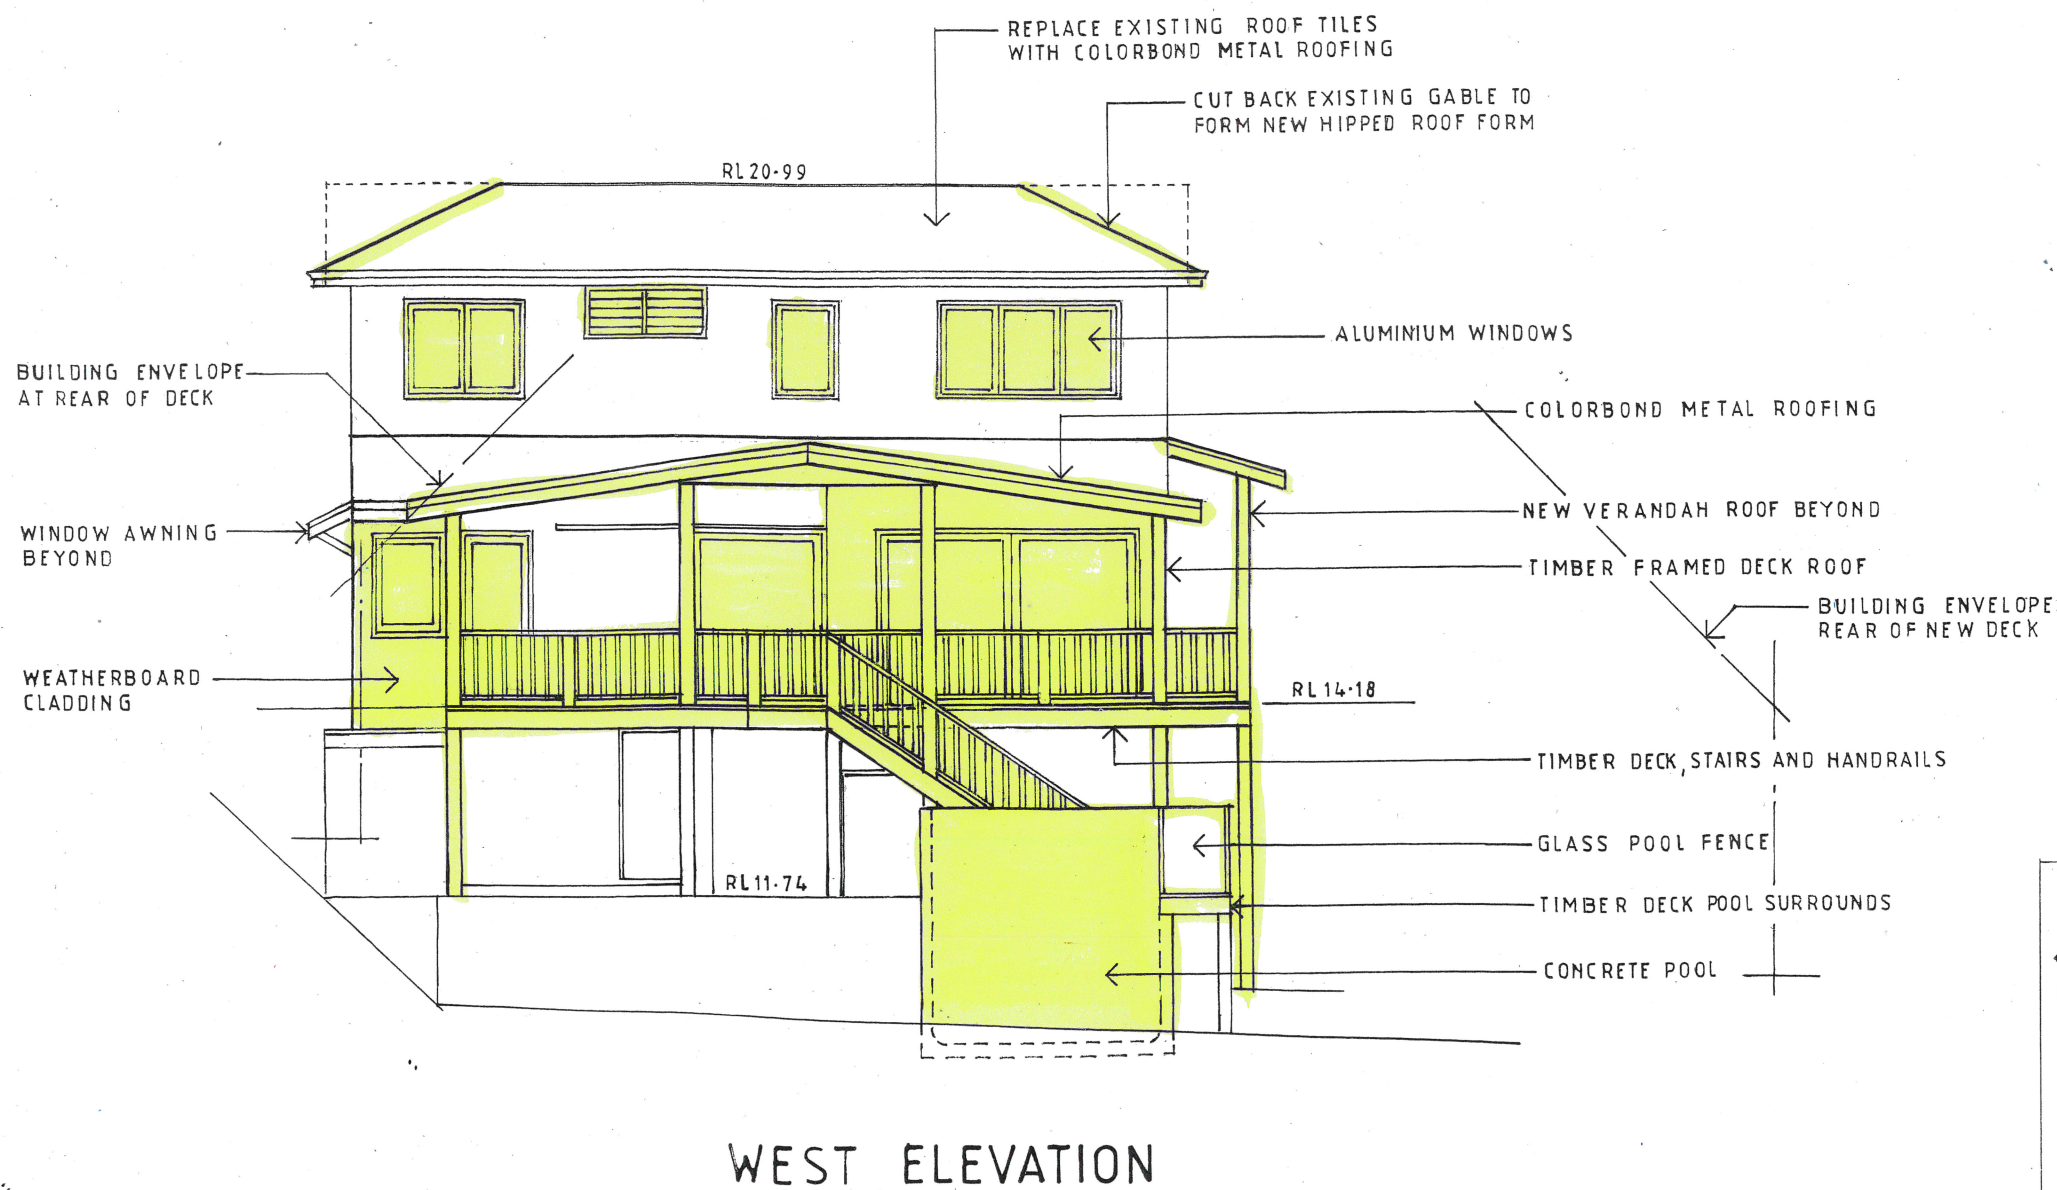 REPLACE EXISTING ROOF TILES
WITH COLORBOND METAL ROOFING
CUT BACK EXISTING GABLE TO
FORM NEW HIPPED ROOF FORM
RL 20·99
ALUMINIUM WINDOWS
BUILDING ENVELOPE
AT REAR OF DECK
COLORBOND METAL ROOFING
NEW VERANDAH ROOF BEYOND
WINDOW AWNING
BEYOND
TIMBER FRAMED DECK ROOF
BUILDING ENVELOPE
REAR OF NEW DECK
WEATHERBOARD
CLADDING
RL 14·18
TIMBER DECK, STAIRS AND HANDRAILS
GLASS POOL FENCE
RL 11·74
TIMBER DECK POOL SURROUNDS
CONCRETE POOL
WEST ELEVATION